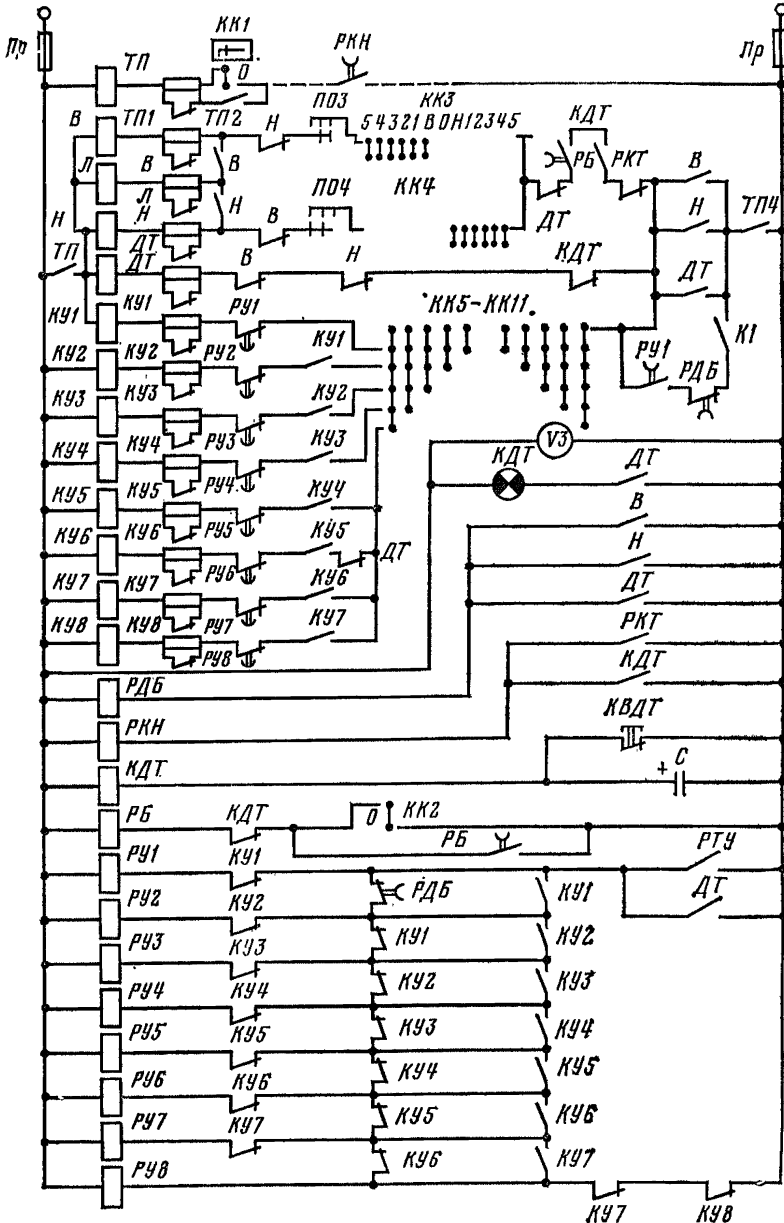 КК1
Пр
ТП
О
РКН
Пр
В
ТП1
ТП2
Н
ПО3
КК3
КДТ
5 4 3 2 1 В О Н 1 2 3 4 5
РБ
РКТ
В
Л
В
В
ПО4
КК4
Н
Л
Н
Н
В
ДТ
ТП4
ТП
ДТ
ДТ
В
Н
КДТ
ДТ
КУ1
КУ1
РУ1
КК5-КК11
К1
КУ2
КУ2
РУ2
КУ1
РУ1
РДБ
КУ3
КУ3
РУ3
КУ2
КУ4
КУ4
РУ4
КУ3
V3
КДТ
ДТ
КУ5
КУ5
РУ5
КУ4
В
КУ6
КУ6
РУ6
КУ5
ДТ
Н
КУ7
КУ7
РУ7
КУ6
ДТ
КУ8
КУ8
РУ8
КУ7
РКТ
КДТ
РДБ
РКН
КВДТ
КДТ
+ С
РБ
КДТ
О
КК2
РБ
РТУ
РУ1
КУ1
РДБ
КУ1
ДТ
РУ2
КУ2
КУ1
КУ2
РУ3
КУ3
КУ2
КУ3
РУ4
КУ4
КУ3
КУ4
РУ5
КУ5
КУ4
КУ5
РУ6
КУ6
КУ5
КУ6
РУ7
КУ7
КУ6
КУ7
РУ8
КУ7
КУ8